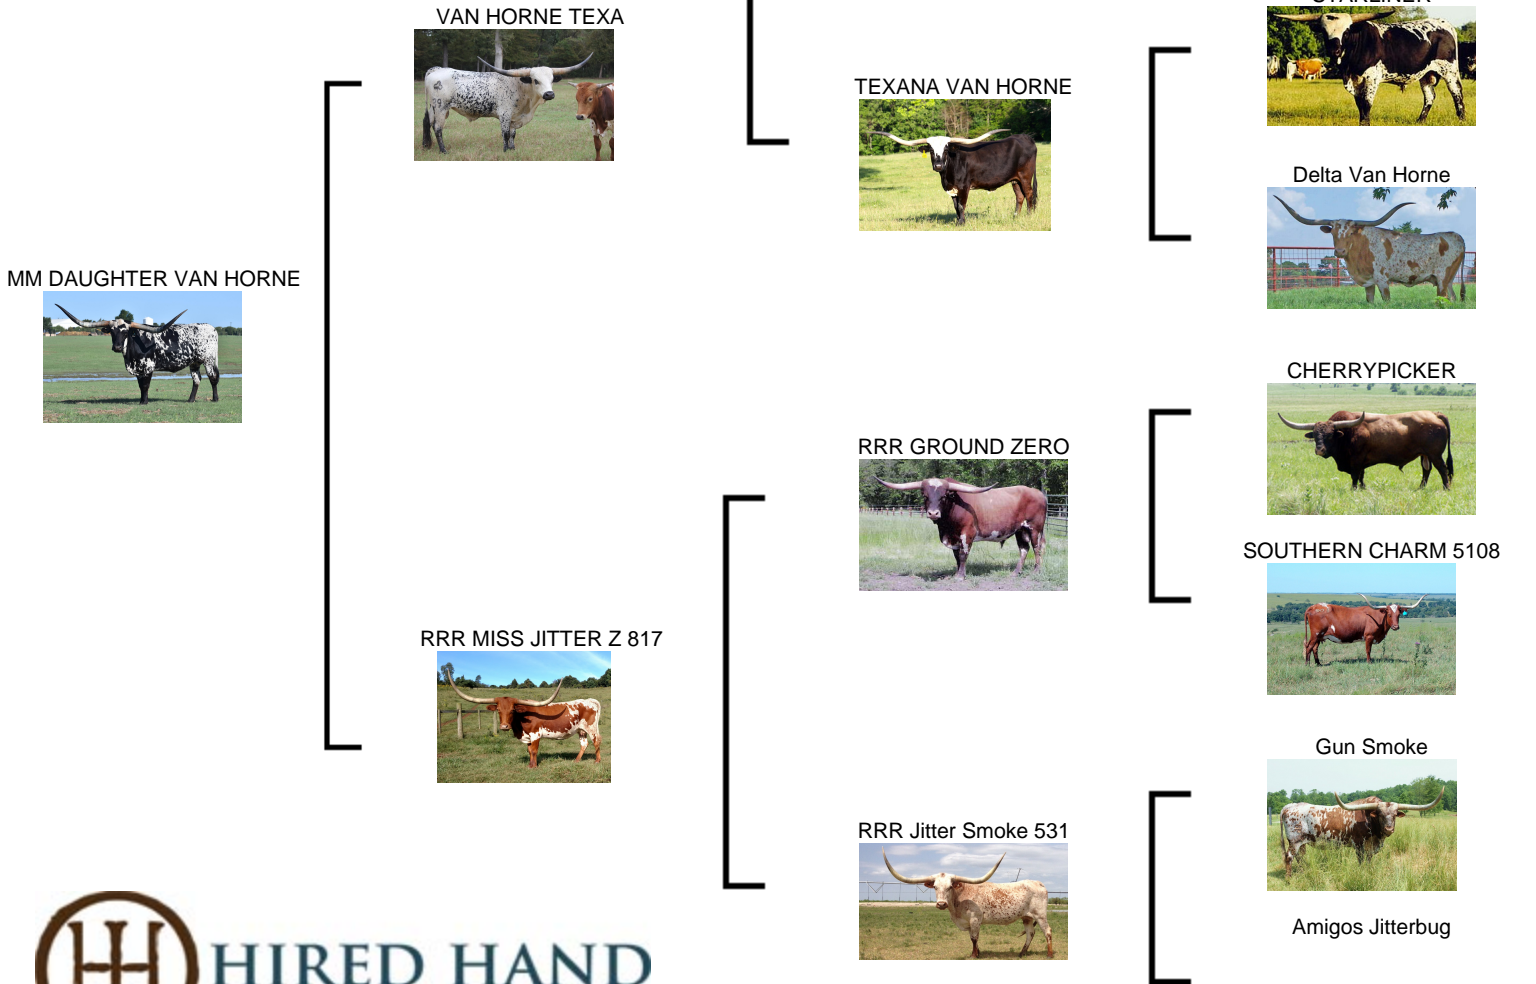 VAN HORNE TEXA
TEXANA VAN HORNE
Delta Van Horne
MM DAUGHTER VAN HORNE
CHERRYPICKER
RRR GROUND ZERO
SOUTHERN CHARM 5108
RRR MISS JITTER Z 817
Gun Smoke
RRR Jitter Smoke 531
Amigos Jitterbug
HIRED HAND